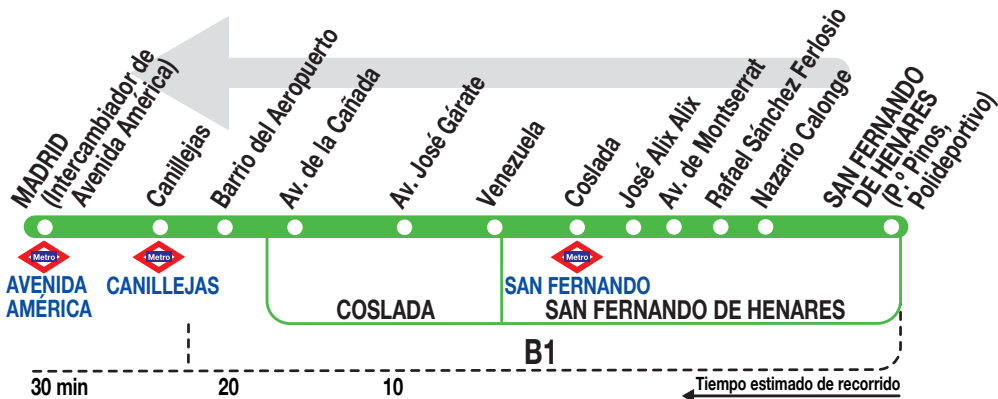 MADRID
(Intercambiador de
Avenida América)
Canillejas
Barrio del Aeropuerto
Av. de la Cañada
Av. José Gárate
Venezuela
Coslada
José Alix Alix
Av. de Montserrat
Rafael Sánchez Ferlosio
Nazario Calonge
SAN FERNANDO
DE HENARES
(P.º Pinos,
Polideportivo)
Metro
Metro
Metro
AVENIDA
AMÉRICA
CANILLEJAS
SAN FERNANDO
COSLADA
SAN FERNANDO DE HENARES
B1
30 min
20
10
Tiempo estimado de recorrido